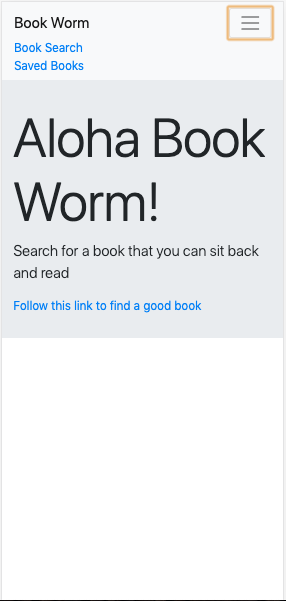 Book Worm
Book Search
Saved Books
Aloha Book
Worm!
Search for a book that you can sit back
and read
Follow this link to find a good book